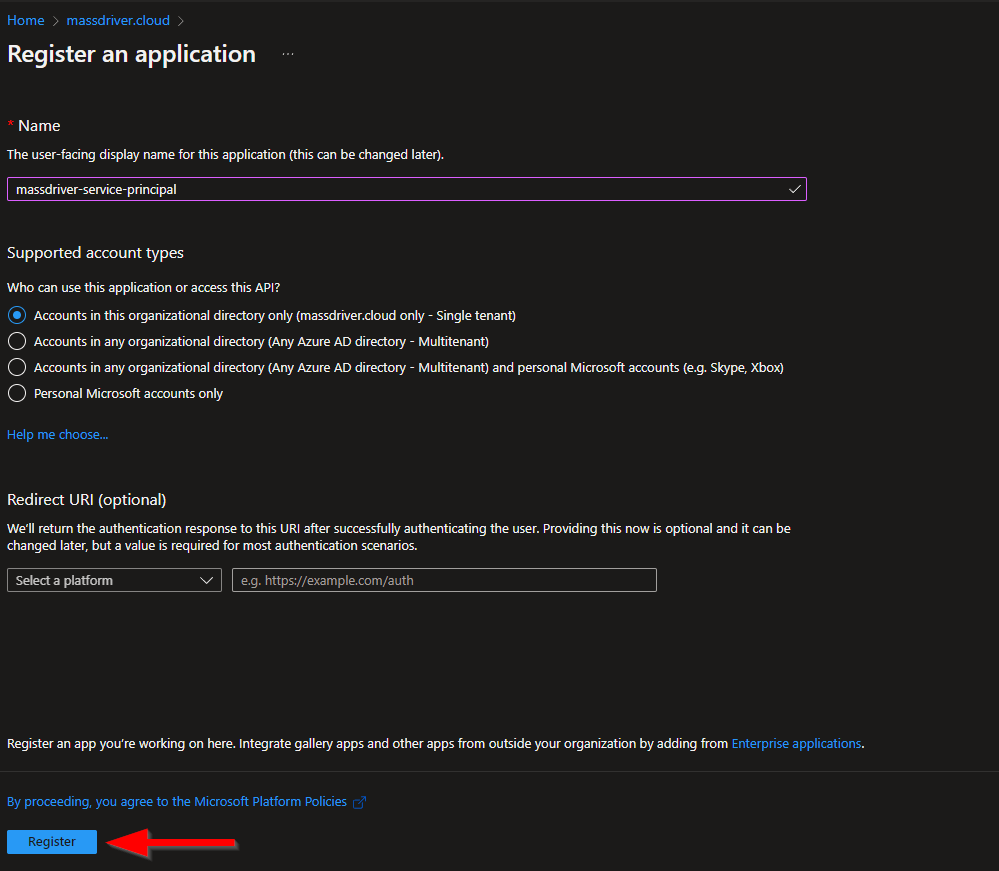 Home > massdriver.cloud >
Register an application ...
* Name
The user-facing display name for this application (this can be changed later).
massdriver-service-principal
Supported account types
Who can use this application or access this API?
Accounts in this organizational directory only (massdriver.cloud only - Single tenant)
Accounts in any organizational directory (Any Azure AD directory - Multitenant)
Accounts in any organizational directory (Any Azure AD directory - Multitenant) and personal Microsoft accounts (e.g. Skype, Xbox)
Personal Microsoft accounts only
Help me choose...
Redirect URI (optional)
We'll return the authentication response to this URI after successfully authenticating the user. Providing this now is optional and it can be
changed later, but a value is required for most authentication scenarios.
Select a platform e.g. https://example.com/auth
Register an app you're working on here. Integrate gallery apps and other apps from outside your organization by adding from Enterprise applications.
By proceeding, you agree to the Microsoft Platform Policies
Register